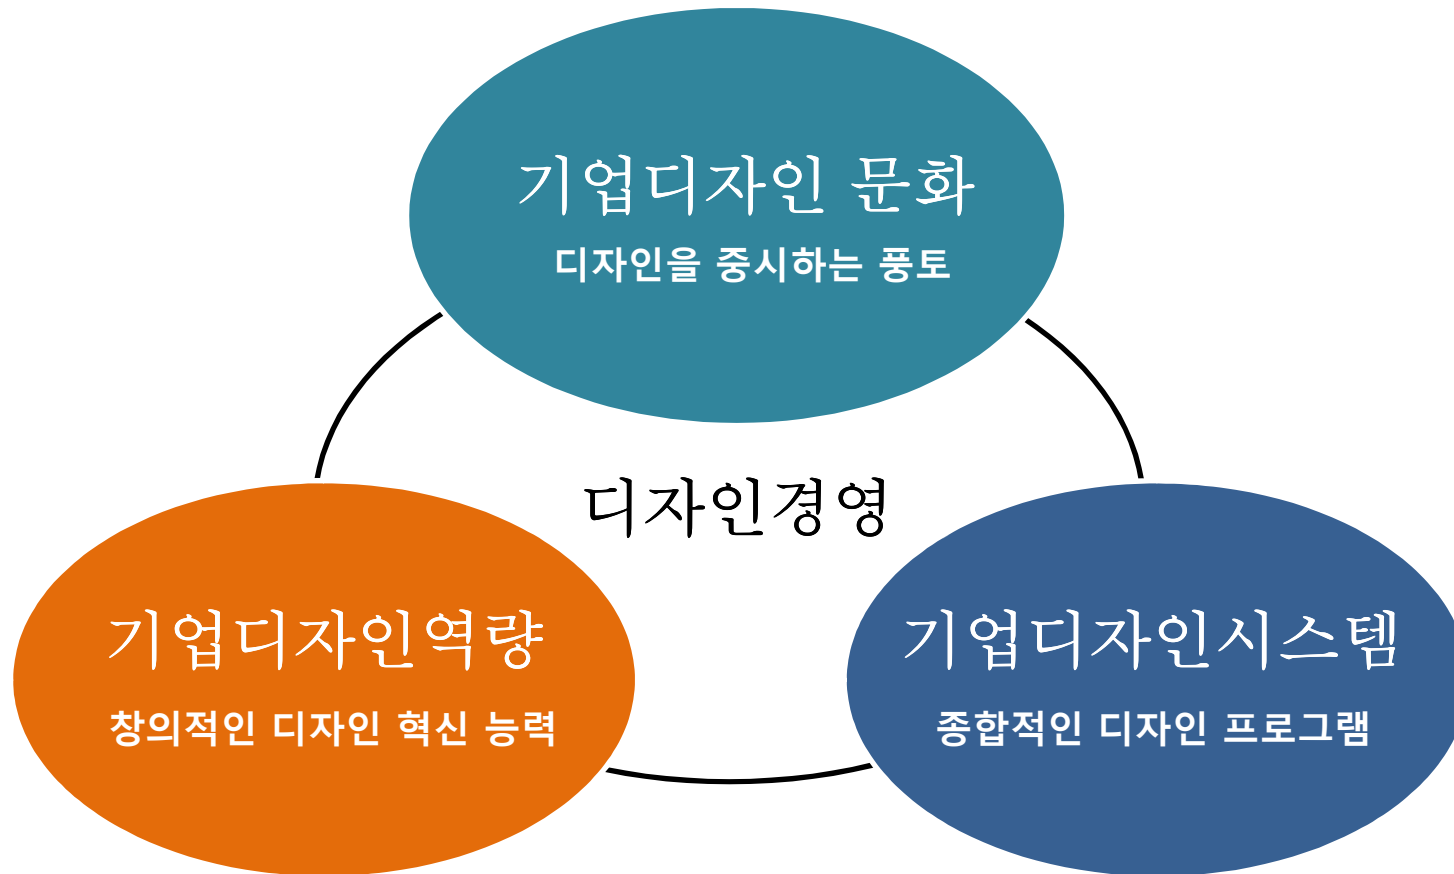 기업디자인 문화
디자인을 중시하는 풍토
디자인경영
기업디자인역량
창의적인 디자인 혁신 능력
기업디자인시스템
종합적인 디자인 프로그램